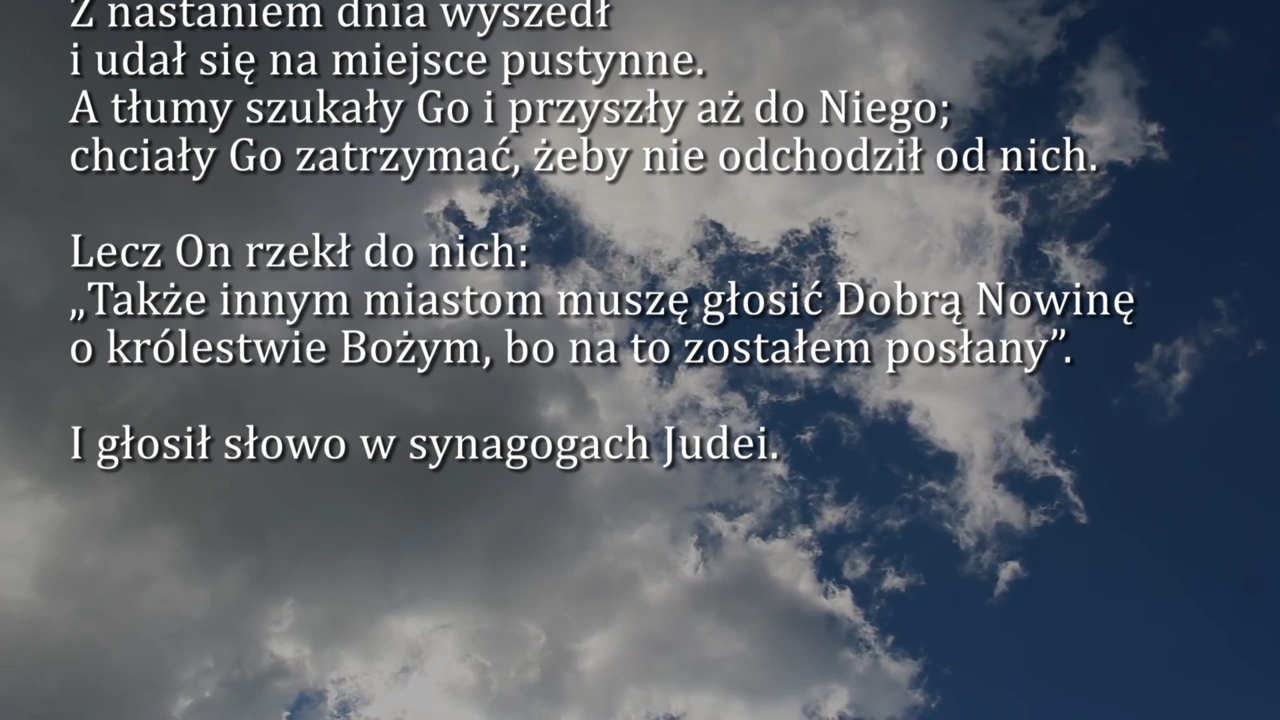 Z nastaniem dnia wyszedł
i udał się na miejsce pustynne.
A tłumy szukały Go i przyszły aż do Niego;
chciały Go zatrzymać, żeby nie odchodził od nich.
Lecz On rzekł do nich:
„Także innym miastom muszę głosić Dobrą Nowinę
o królestwie Bożym, bo na to zostałem posłany”.
I głosił słowo w synagogach Judei.